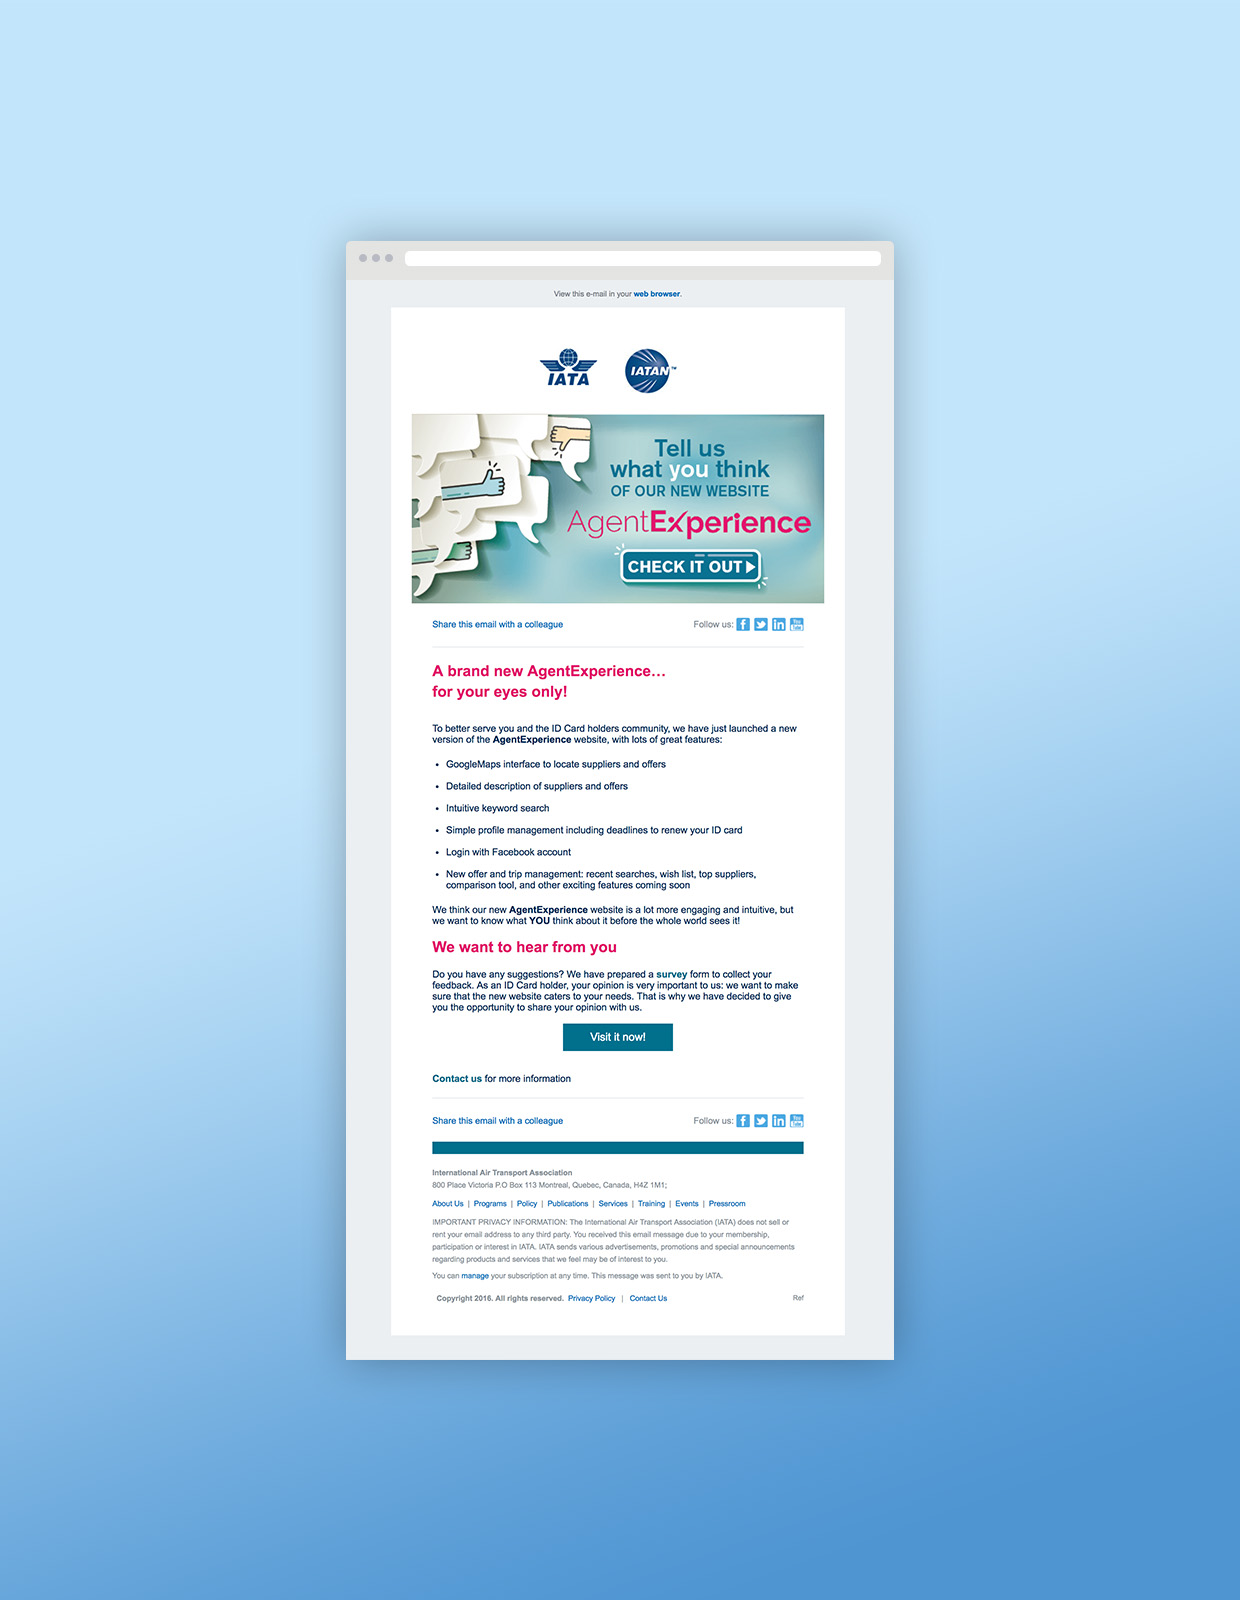 View this e-mail in your web browser.
IATA
IATAN™
Tell us
what you think
OF OUR NEW WEBSITE
AgentExperience
CHECK IT OUT
Share this email with a colleague
Follow us:
You Tube
A brand new AgentExperience…
for your eyes only!
To better serve you and the ID Card holders community, we have just launched a new
version of the AgentExperience website, with lots of great features:
• GoogleMaps interface to locate suppliers and offers
• Detailed description of suppliers and offers
• Intuitive keyword search
• Simple profile management including deadlines to renew your ID card
• Login with Facebook account
• New offer and trip management: recent searches, wish list, top suppliers,
comparison tool, and other exciting features coming soon
We think our new AgentExperience website is a lot more engaging and intuitive, but
we want to know what YOU think about it before the whole world sees it!
We want to hear from you
Do you have any suggestions? We have prepared a survey form to collect your
feedback. As an ID Card holder, your opinion is very important to us: we want to make
sure that the new website caters to your needs. That is why we have decided to give
you the opportunity to share your opinion with us.
Visit it now!
Contact us for more information
Share this email with a colleague
Follow us:
You Tube
International Air Transport Association
800 Place Victoria P.O Box 113 Montreal, Quebec, Canada, H4Z 1M1;
About Us | Programs | Policy | Publications | Services | Training | Events | Pressroom
IMPORTANT PRIVACY INFORMATION: The International Air Transport Association (IATA) does not sell or
rent your email address to any third party. You received this email message due to your membership,
participation or interest in IATA. IATA sends various advertisements, promotions and special announcements
regarding products and services that we feel may be of interest to you.
You can manage your subscription at any time. This message was sent to you by IATA.
Copyright 2016. All rights reserved. Privacy Policy | Contact Us
Ref